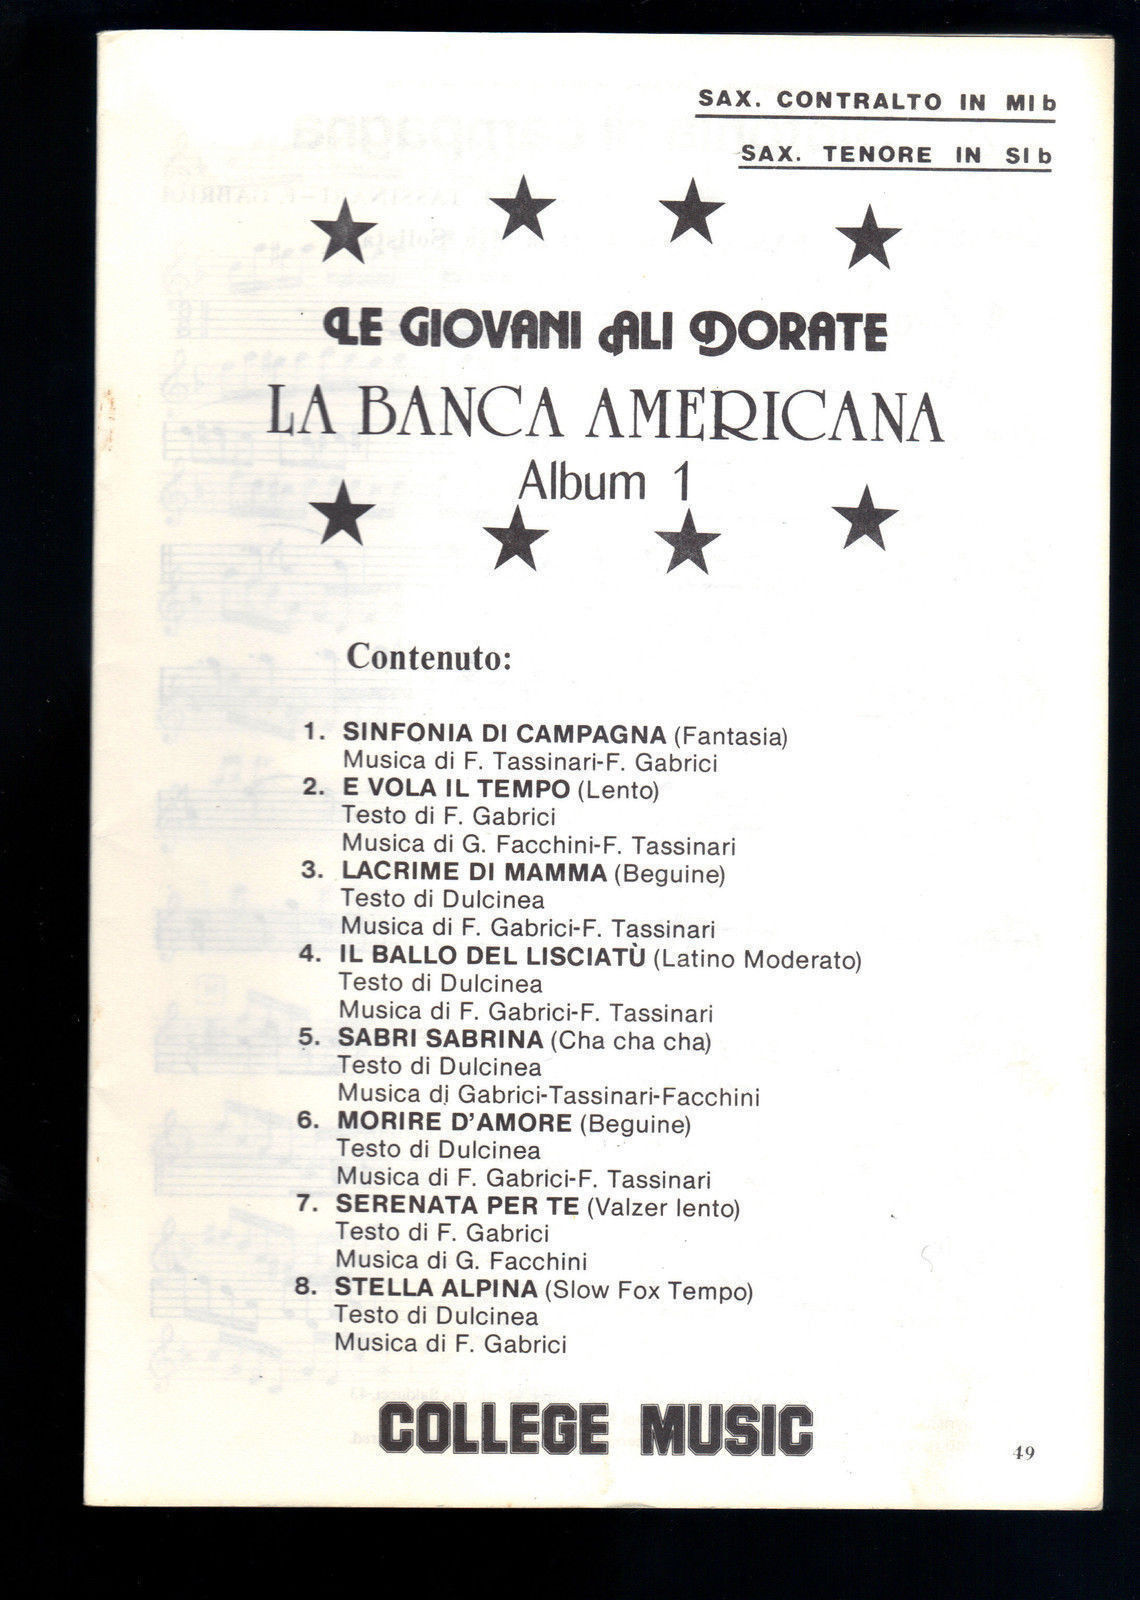 SAX. CONTRALTO IN MI b
SAX. TENORE IN SI b
LE GIOVANI ALI DORATE
LA BANCA AMERICANA
Album 1
Contenuto:
1. SINFONIA DI CAMPAGNA (Fantasia)
Musica di F. Tassinari-F. Gabrici
2. E VOLA IL TEMPO (Lento)
Testo di F. Gabrici
Musica di G. Facchini-F. Tassinari
3. LACRIME DI MAMMA (Beguine)
Testo di Dulcinea
Musica di F. Gabrici-F. Tassinari
4. IL BALLO DEL LISCIATÙ (Latino Moderato)
Testo di Dulcinea
Musica di F. Gabrici-F. Tassinari
5. SABRI SABRINA (Cha cha cha)
Testo di Dulcinea
Musica di Gabrici-Tassinari-Facchini
6. MORIRE D'AMORE (Beguine)
Testo di Dulcinea
Musica di F. Gabrici-F. Tassinari
7. SERENATA PER TE (Valzer lento)
Testo di F. Gabrici
Musica di G. Facchini
8. STELLA ALPINA (Slow Fox Tempo)
Testo di Dulcinea
Musica di F. Gabrici
COLLEGE MUSIC
49